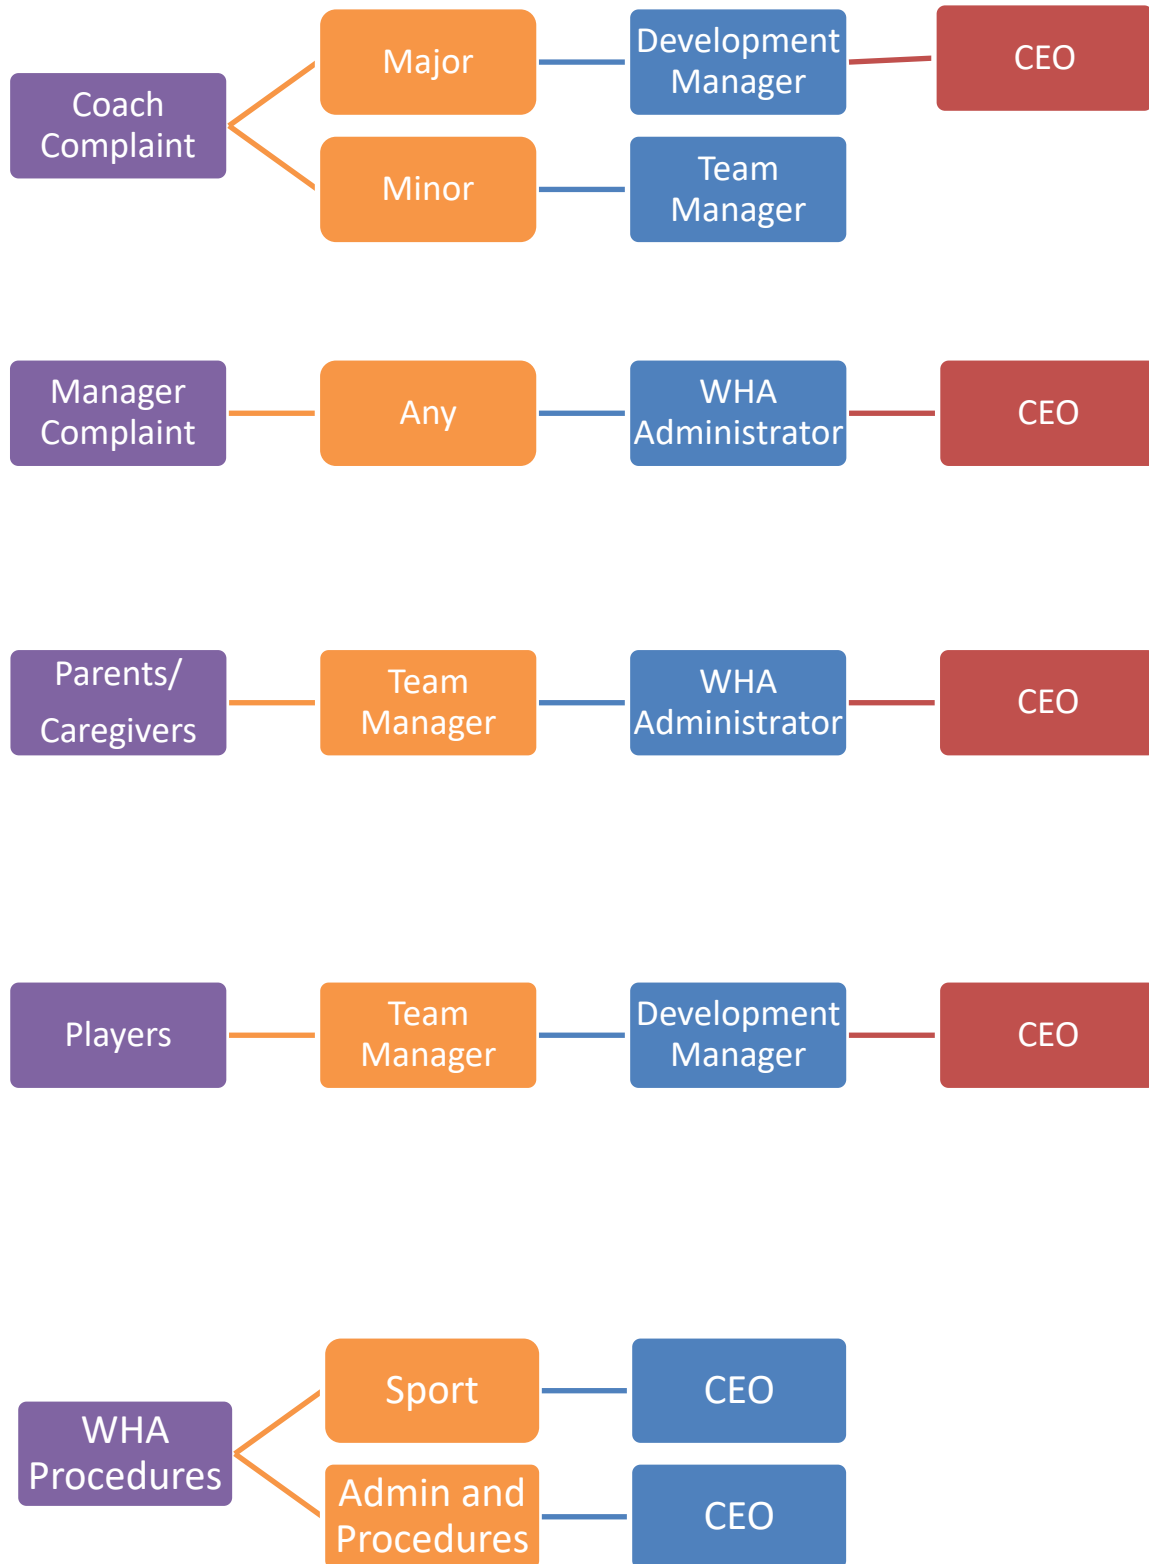 Coach
Complaint
Major
Development
Manager
CEO
Minor
Team
Manager
Manager
Complaint
Any
WHA
Administrator
CEO
Parents/
Caregivers
Team
Manager
WHA
Administrator
CEO
Players
Team
Manager
Development
Manager
CEO
WHA
Procedures
Sport
CEO
Admin and
Procedures
CEO